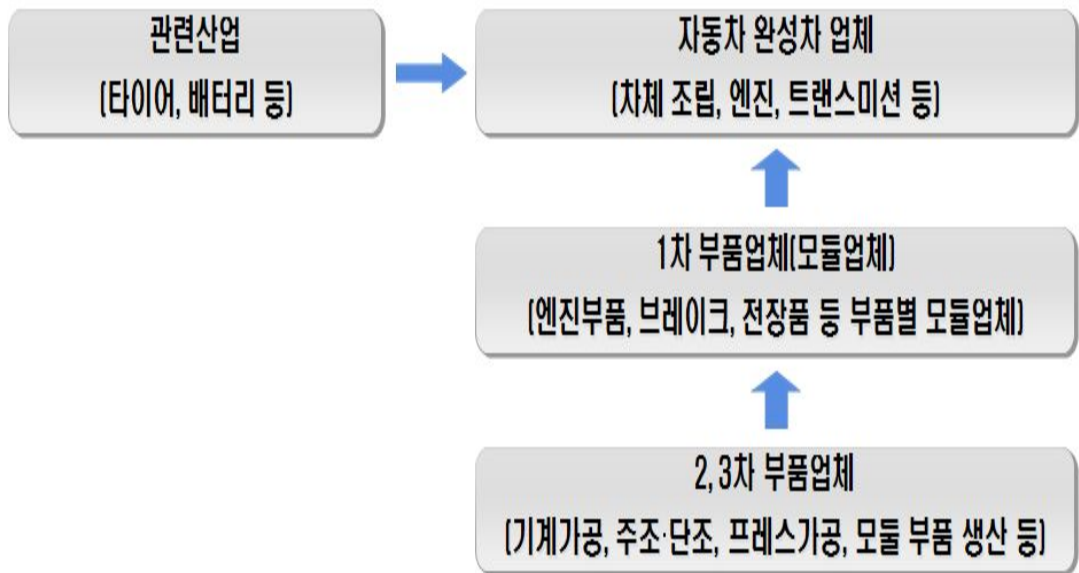 관련산업
(타이어, 배터리 등)
자동차 완성차 업체
(차체 조립, 엔진, 트랜스미션 등)
1차 부품업체(모듈업체)
(엔진부품, 브레이크, 전장품 등 부품별 모듈업체)
2, 3차 부품업체
(기계가공, 주조·단조, 프레스가공, 모둘 부품 생산 등)